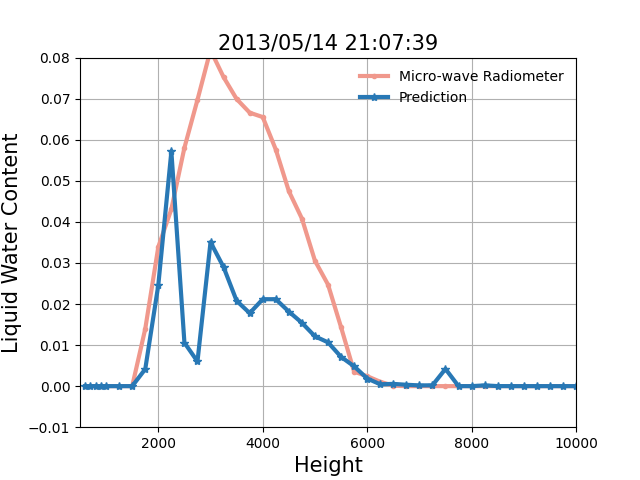 2013/05/14 21:07:39
Micro-wave Radiometer
Prediction
Liquid Water Content
0.08
0.07
0.06
0.05
0.04
0.03
0.02
0.01
0.00
−0.01
2000 4000 6000 8000 10000
Height